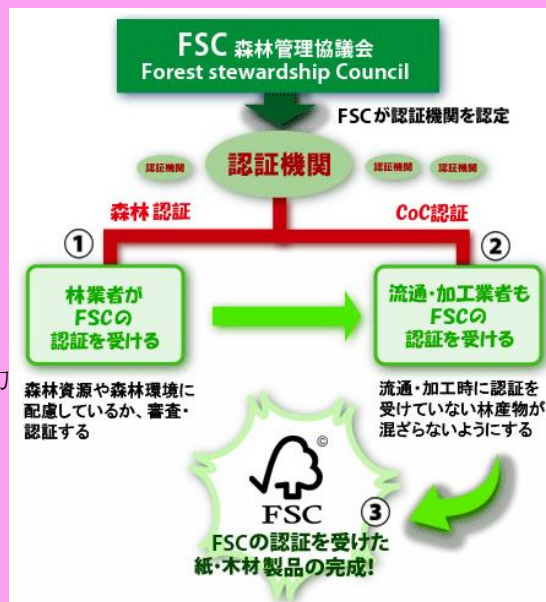 FSC 森林管理協議会
Forest stewardship Council
FSCが認証機関を認定
認証機関
認証機関
認証機関
認証機関
森林認証
CoC認証
①
②
林業者が
FSCの
認証を受ける
流通・加工業者も
FSCの
認証を受ける
森林資源や森林環境に
配慮しているか、審査・
認証する
流通・加工時に認証を
受けていない林産物が
混ざらないようにする
©
FSC
③
FSCの認証を受けた
紙・木材製品の完成!